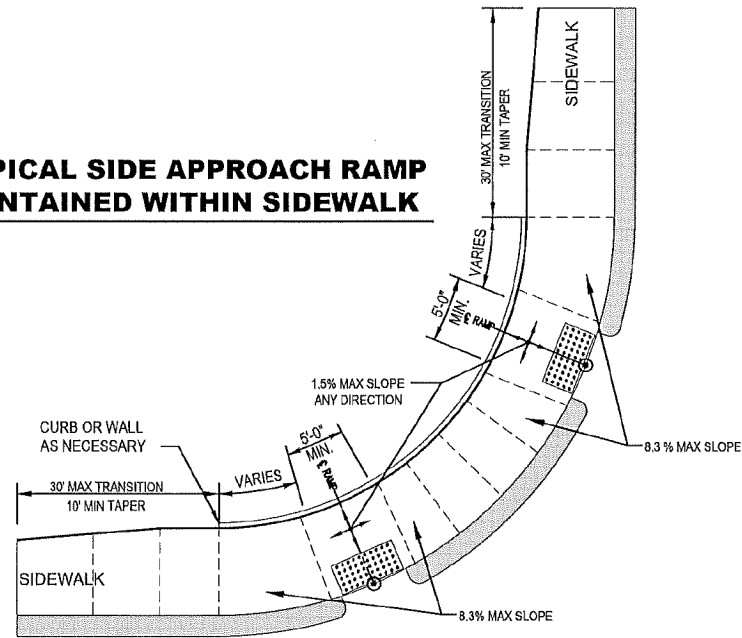 PICAL SIDE APPROACH RAMP
NTAINED WITHIN SIDEWALK
SIDEWALK
30' MAX TRANSITION
10' MIN TAPER
VARIES
5'-0"
MIN.
℄ RAMP
1.5% MAX SLOPE
ANY DIRECTION
8.3 % MAX SLOPE
CURB OR WALL
AS NECESSARY
5'-0"
MIN.
℄ RAMP
VARIES
30' MAX TRANSITION
10' MIN TAPER
SIDEWALK
8.3% MAX SLOPE